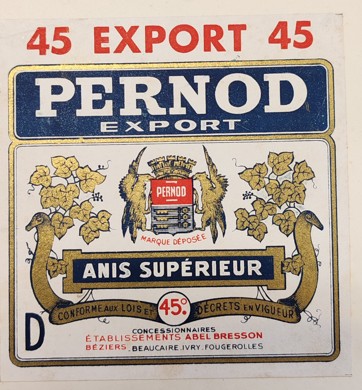 45 EXPORT 45
PERNOD
EXPORT
PERNOD
MARQUE DÉPOSÉE
ANIS SUPÉRIEUR
CONFORME AUX LOIS ET 45° DÉCRETS EN VIGUEUR
D
CONCESSIONNAIRES
ÉTABLISSEMENTS ABEL BRESSON
BÉZIERS, BEAUCAIRE, IVRY, FOUGEROLLES